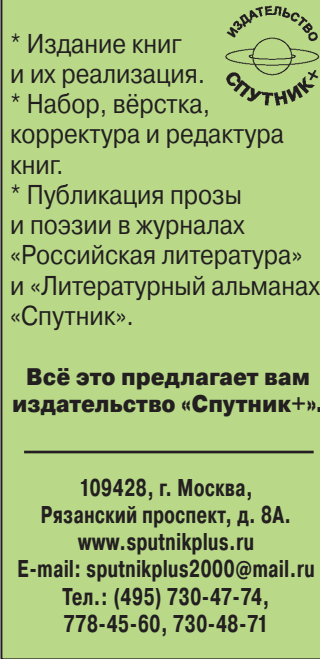 ИЗДАТЕЛЬСТВО
СПУТНИК+
* Издание книг
и их реализация.
* Набор, вёрстка,
корректура и редактура
книг.
* Публикация прозы
и поэзии в журналах
«Российская литература»
и «Литературный альманах
«Спутник».
Всё это предлагает вам
издательство «Спутник+».
109428, г. Москва,
Рязанский проспект, д. 8А.
www.sputnikplus.ru
E-mail: sputnikplus2000@mail.ru
Тел.: (495) 730-47-74,
778-45-60, 730-48-71